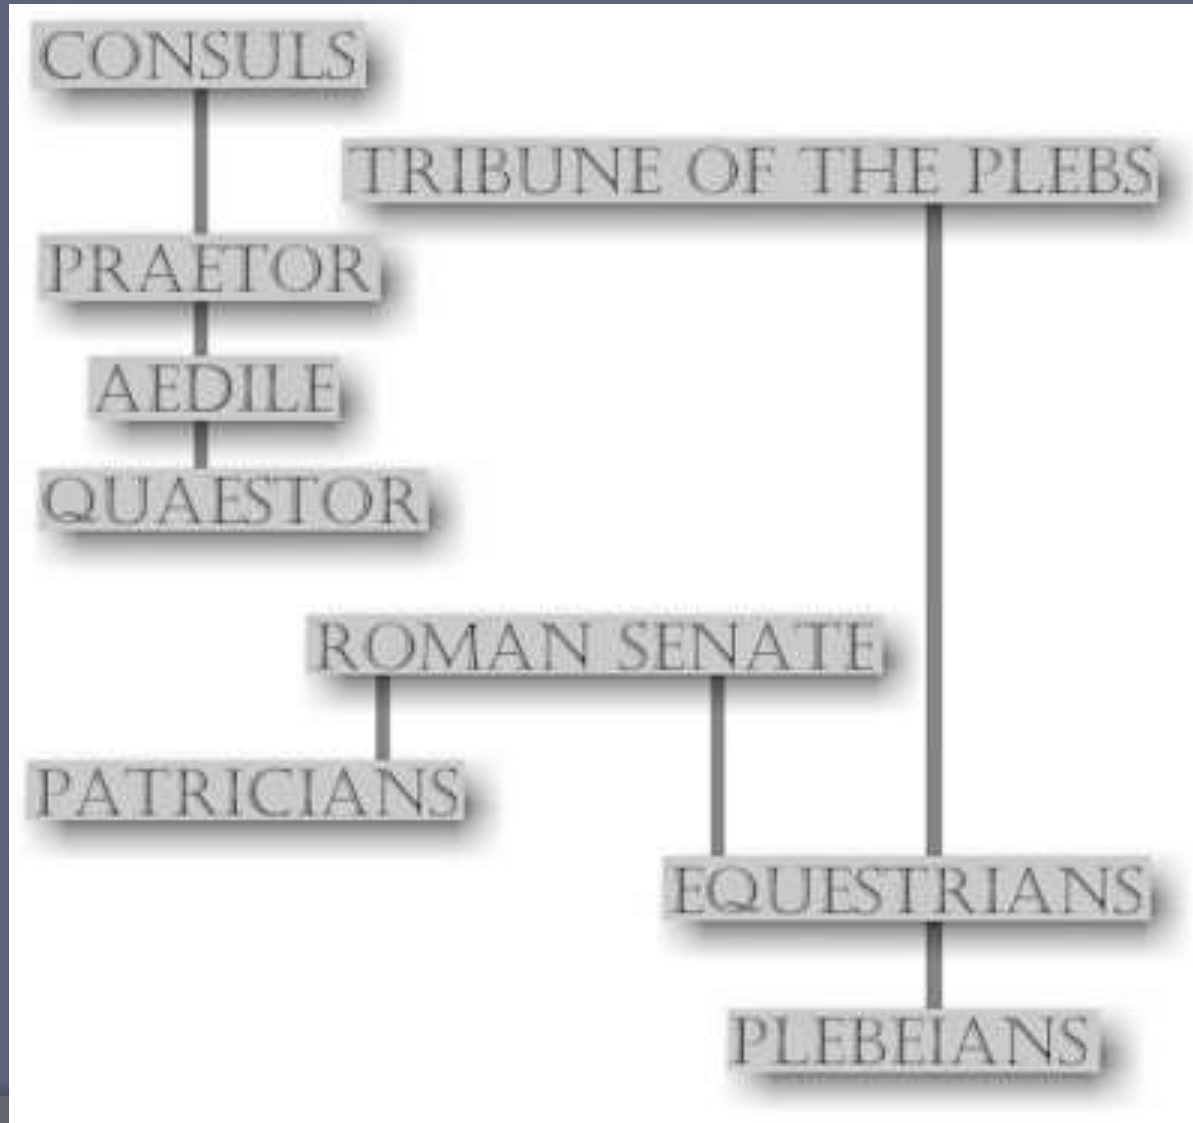 CONSULS
TRIBUNE OF THE PLEBS
PRAETOR
AEDILE
QUAESTOR
ROMAN SENATE
PATRICIANS
EQUESTRIANS
PLEBEIANS